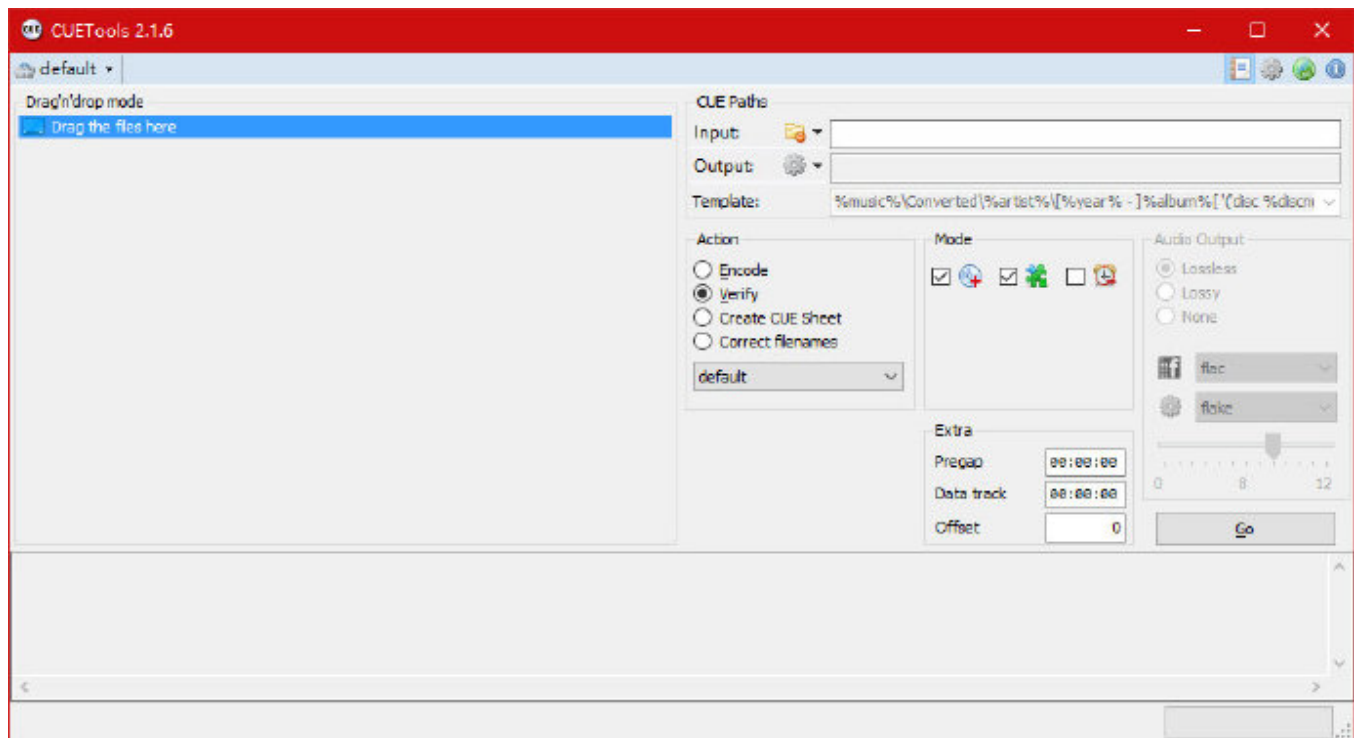 CUETools 2.1.6
default
Drag'n'drop mode
Drag the files here
CUE Paths
Input:
Output:
Template:
%music%\Converted\%artist%\[%year% - ]%album%[ '('disc %discn
Action
Encode
Verify
Create CUE Sheet
Correct filenames
default
Mode
Extra
Pregap
00:00:00
Data track
00:00:00
Offset
0
Audio Output
Lossless
Lossy
None
flac
flake
0 8 12
Go